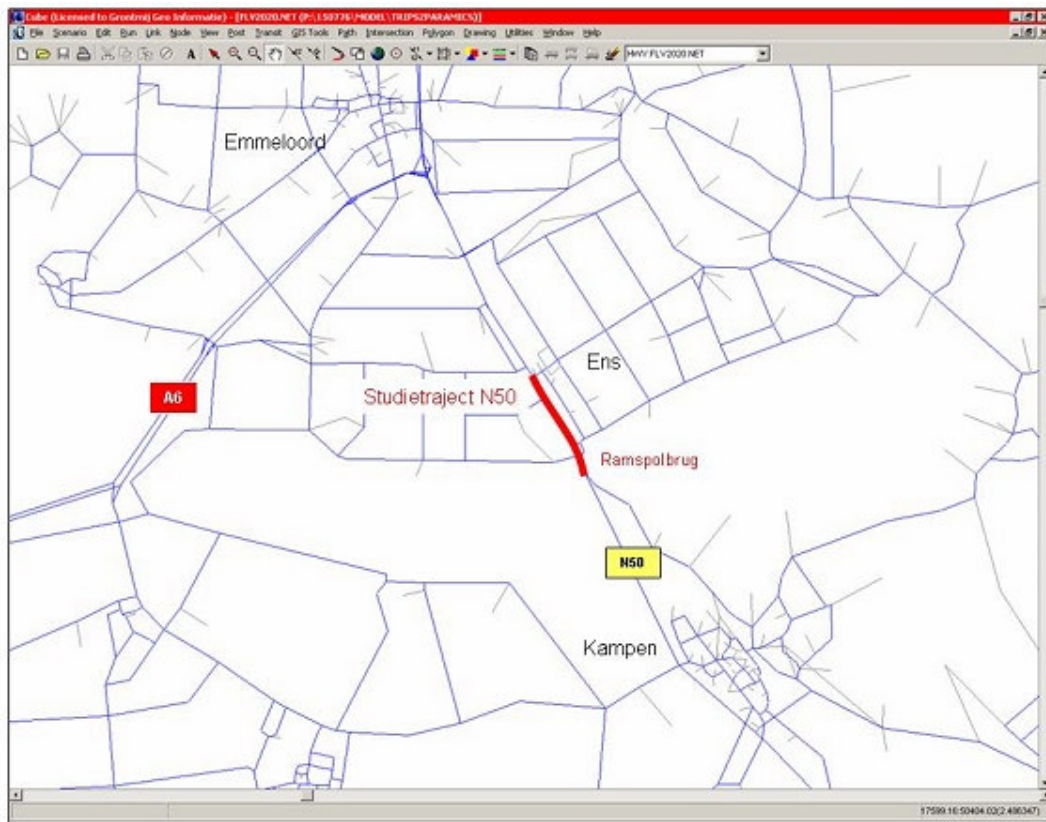 Cube (Licensed to Grontmij Geo Informatie) - [FLV2020.NET (P:\150776\MODEL\TRIPS2PARAMICS)]
File Scenario Edit Run Link Node View Post Transit GIS Tools Path Intersection Polygon Drawing Utilities Window Help
A HWY:FLV2020.NET
Emmeloord
Ens
A6
Studietraject N50
Ramspolbrug
N50
Kampen